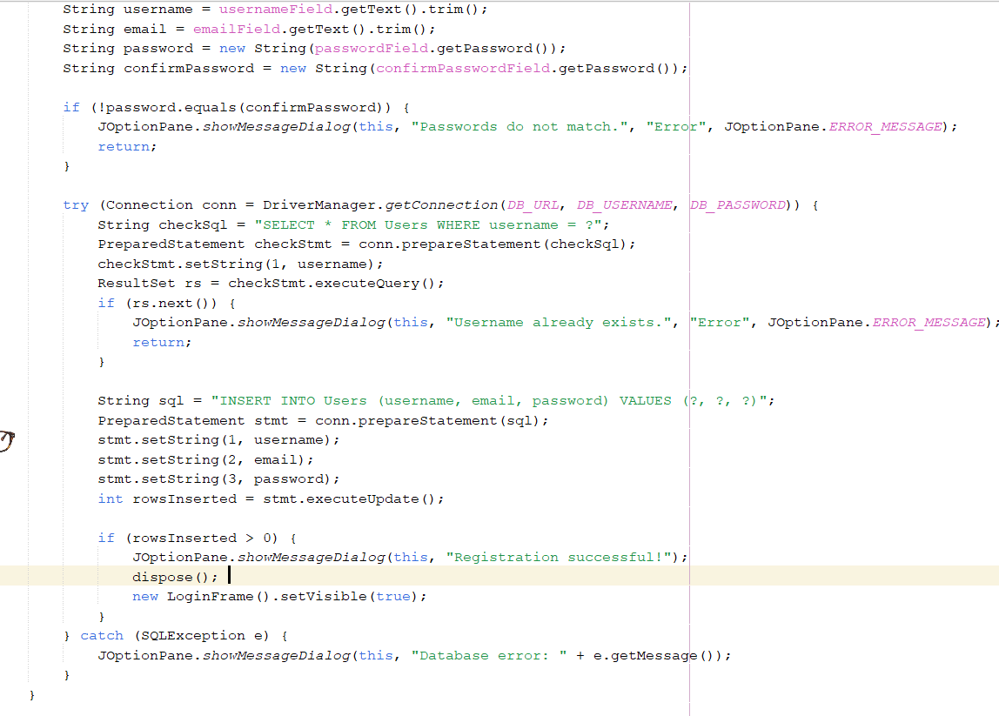 String username = usernameField.getText().trim();
String email = emailField.getText().trim();
String password = new String(passwordField.getPassword());
String confirmPassword = new String(confirmPasswordField.getPassword());
if (!password.equals(confirmPassword)) {
JOptionPane.showMessageDialog(this, "Passwords do not match.", "Error", JOptionPane.ERROR_MESSAGE);
return;
}
try (Connection conn = DriverManager.getConnection(DB_URL, DB_USERNAME, DB_PASSWORD)) {
String checkSql = "SELECT * FROM Users WHERE username = ?";
PreparedStatement checkStmt = conn.prepareStatement(checkSql);
checkStmt.setString(1, username);
ResultSet rs = checkStmt.executeQuery();
if (rs.next()) {
JOptionPane.showMessageDialog(this, "Username already exists.", "Error", JOptionPane.ERROR_MESSAGE);
return;
}
String sql = "INSERT INTO Users (username, email, password) VALUES (?, ?, ?)";
PreparedStatement stmt = conn.prepareStatement(sql);
stmt.setString(1, username);
stmt.setString(2, email);
stmt.setString(3, password);
int rowsInserted = stmt.executeUpdate();
if (rowsInserted > 0) {
JOptionPane.showMessageDialog(this, "Registration successful!");
dispose();
new LoginFrame().setVisible(true);
}
} catch (SQLException e) {
JOptionPane.showMessageDialog(this, "Database error: " + e.getMessage());
}
}